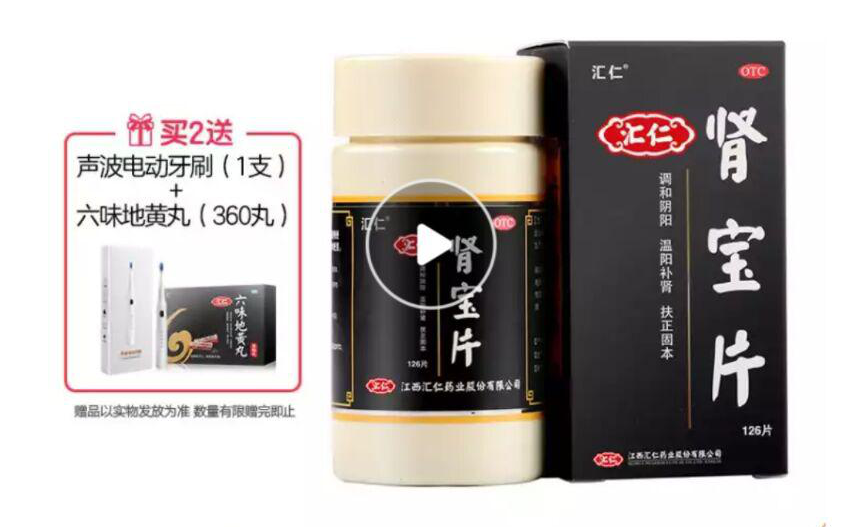 买2送
声波电动牙刷（1支）
+
六味地黄丸（360丸）
汇仁
六味地黄丸
赠品以实物发放为准 数量有限赠完即止
汇仁
OTC
肾宝片
126片
汇仁
江西汇仁药业股份有限公司
汇仁®
OTC
汇仁
肾宝片
调和阴阳 温阳补肾 扶正固本
126片
汇仁
江西汇仁药业股份有限公司